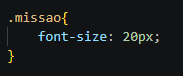 .missao{
    font-size: 20px;
}